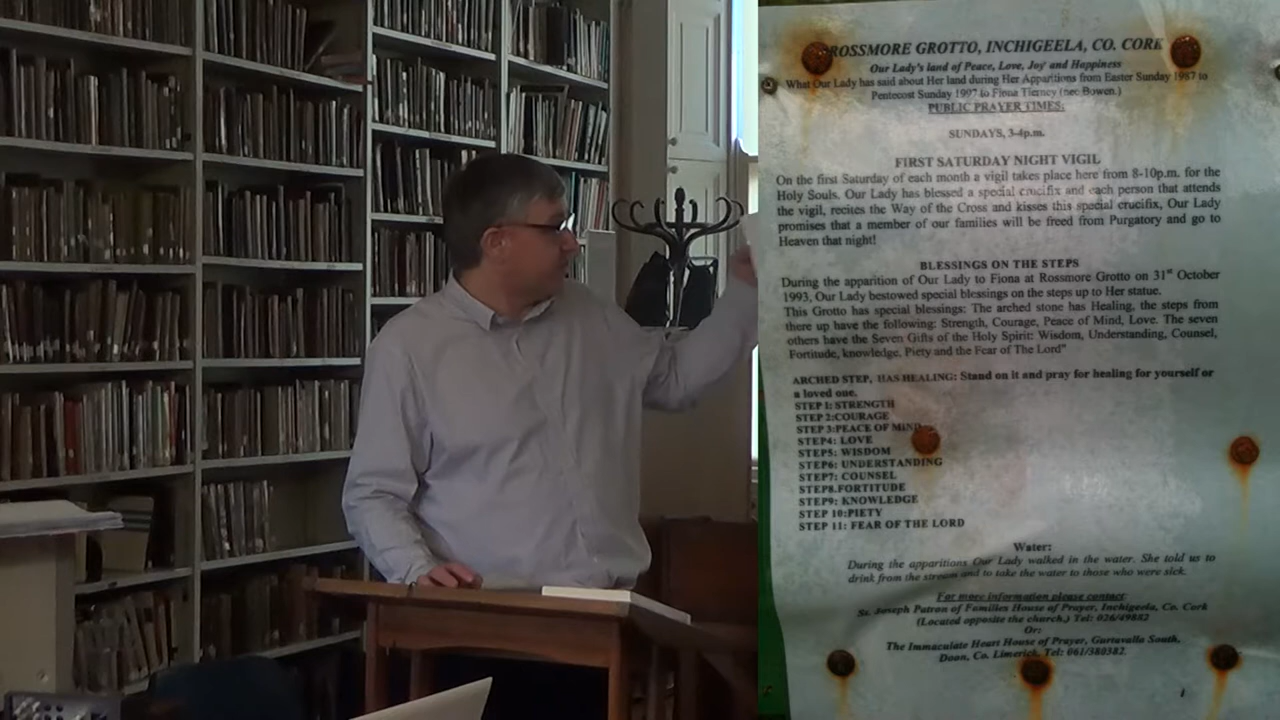 ROSSMORE GROTTO, INCHIGEELA, CO. CORK
Our Lady's land of Peace, Love, Joy and Happiness
What Our Lady has said about Her land during Her Apparitions from Easter Sunday 1987 to
Pentecost Sunday 1997 to Fiona Tierney (nee Bowen.)
PUBLIC PRAYER TIMES:
SUNDAYS, 3-4p.m.
FIRST SATURDAY NIGHT VIGIL
On the first Saturday of each month a vigil takes place here from 8-10p.m. for the
Holy Souls. Our Lady has blessed a special crucifix and each person that attends
the vigil, recites the Way of the Cross and kisses this special crucifix, Our Lady
promises that a member of our families will be freed from Purgatory and go to
Heaven that night!
BLESSINGS ON THE STEPS
During the apparition of Our Lady to Fiona at Rossmore Grotto on 31st October
1993, Our Lady bestowed special blessings on the steps up to Her statue.
This Grotto has special blessings: The arched stone has Healing, the steps from
there up have the following: Strength, Courage, Peace of Mind, Love. The seven
others have the Seven Gifts of the Holy Spirit: Wisdom, Understanding, Counsel,
Fortitude, knowledge, Piety and the Fear of The Lord"
ARCHED STEP, HAS HEALING: Stand on it and pray for healing for yourself or
a loved one.
STEP 1: STRENGTH
STEP 2:COURAGE
STEP 3:PEACE OF MIND
STEP4: LOVE
STEP5: WISDOM
STEP6: UNDERSTANDING
STEP7: COUNSEL
STEP8.FORTITUDE
STEP9: KNOWLEDGE
STEP 10:PIETY
STEP 11: FEAR OF THE LORD
Water:
During the apparitions Our Lady walked in the water. She told us to
drink from the stream and to take the water to those who were sick.
For more information please contact:
St. Joseph Patron of Families House of Prayer, Inchigeela, Co. Cork
(Located opposite the church.) Tel: 026/49882
Or:
The Immaculate Heart House of Prayer, Gurtavalla South,
Doon, Co. Limerick, Tel: 061/380382.
1